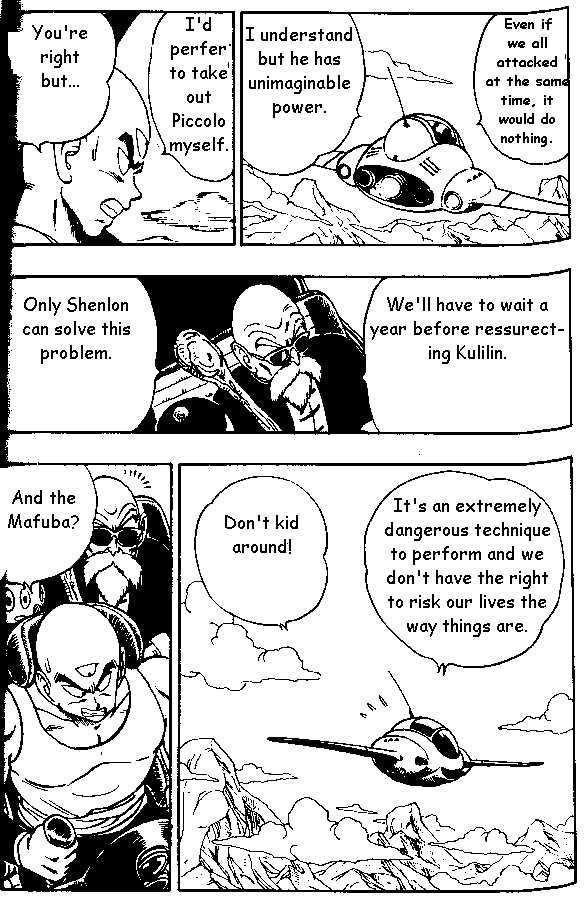 Even if
we all
attacked
at the same
time, it
would do
nothing.
I understand
but he has
unimaginable
power.
I'd
perfer
to take
out
Piccolo
myself.
You're
right
but...
We'll have to wait a
year before ressurect-
ing Kulilin.
Only Shenlon
can solve this
problem.
It's an extremely
dangerous technique
to perform and we
don't have the right
to risk our lives the
way things are.
Don't kid
around!
And the
Mafuba?